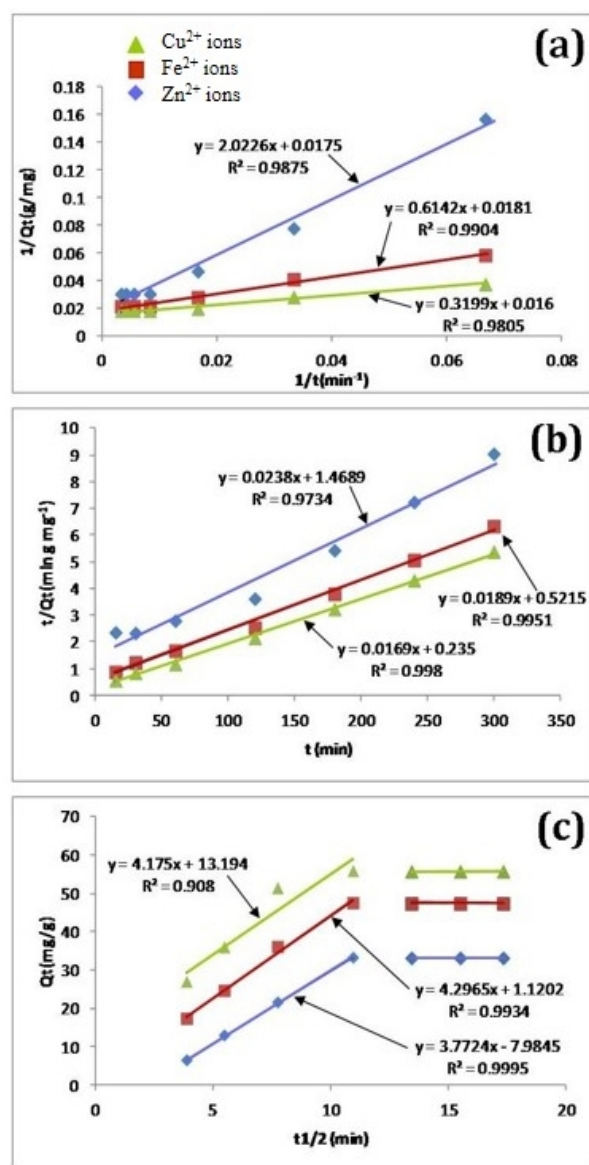 (a)
Cu²⁺ ions
Fe²⁺ ions
Zn²⁺ ions
0.18
0.16
0.14
0.12
0.1
0.08
0.06
0.04
0.02
0
1/Qt(g/mg)
y = 2.0226x + 0.0175
R² = 0.9875
y = 0.6142x + 0.0181
R² = 0.9904
y = 0.3199x + 0.016
R² = 0.9805
0 0.02 0.04 0.06 0.08
1/t(min⁻¹)
(b)
10
9
8
7
6
5
4
3
2
1
0
t/Qt(min g mg⁻¹)
y = 0.0238x + 1.4689
R² = 0.9734
y = 0.0189x + 0.5215
R² = 0.9951
y = 0.0169x + 0.235
R² = 0.998
0 50 100 150 200 250 300 350
t (min)
(c)
70
60
50
40
30
20
10
0
Qt(mg/g)
y = 4.175x + 13.194
R² = 0.908
y = 4.2965x + 1.1202
R² = 0.9934
y = 3.7724x - 7.9845
R² = 0.9995
0 5 10 15 20
t1/2 (min)